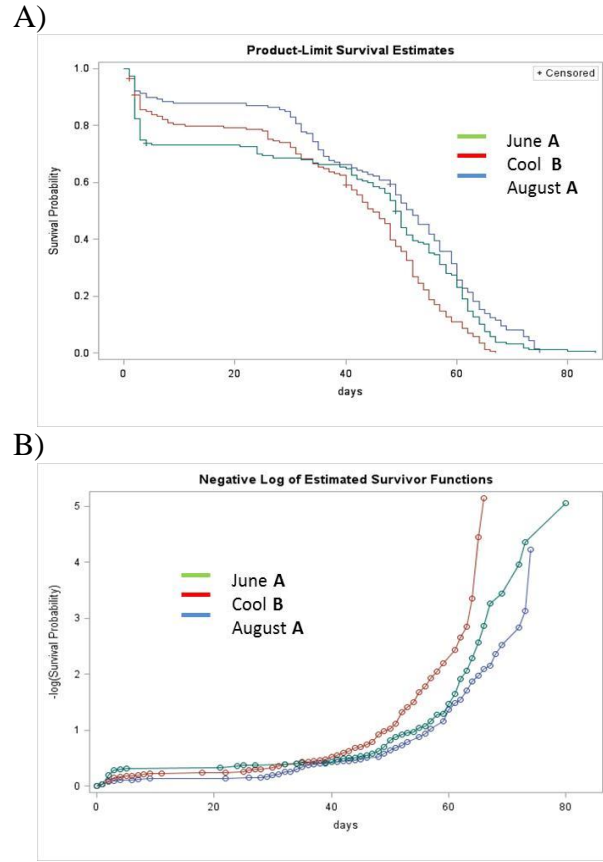 A)
Product-Limit Survival Estimates
+ Censored
1.0
0.8
0.6
0.4
0.2
0.0
Survival Probability
June A
Cool B
August A
0 20 40 60 80
days
B)
Negative Log of Estimated Survivor Functions
5
4
3
2
1
0
-log(Survival Probability)
June A
Cool B
August A
0 20 40 60 80
days